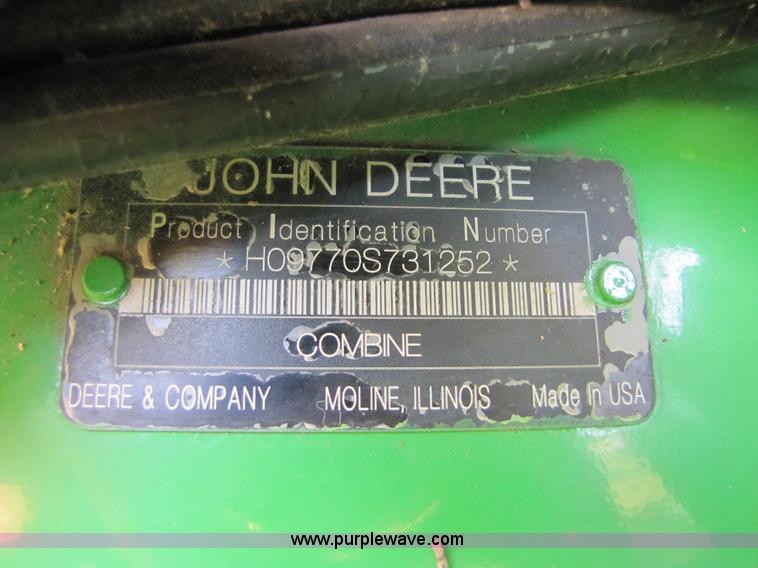 JOHN DEERE
Product Identification Number
* H09770S731252 *
COMBINE
DEERE & COMPANY MOLINE, ILLINOIS Made in USA
www.purplewave.com